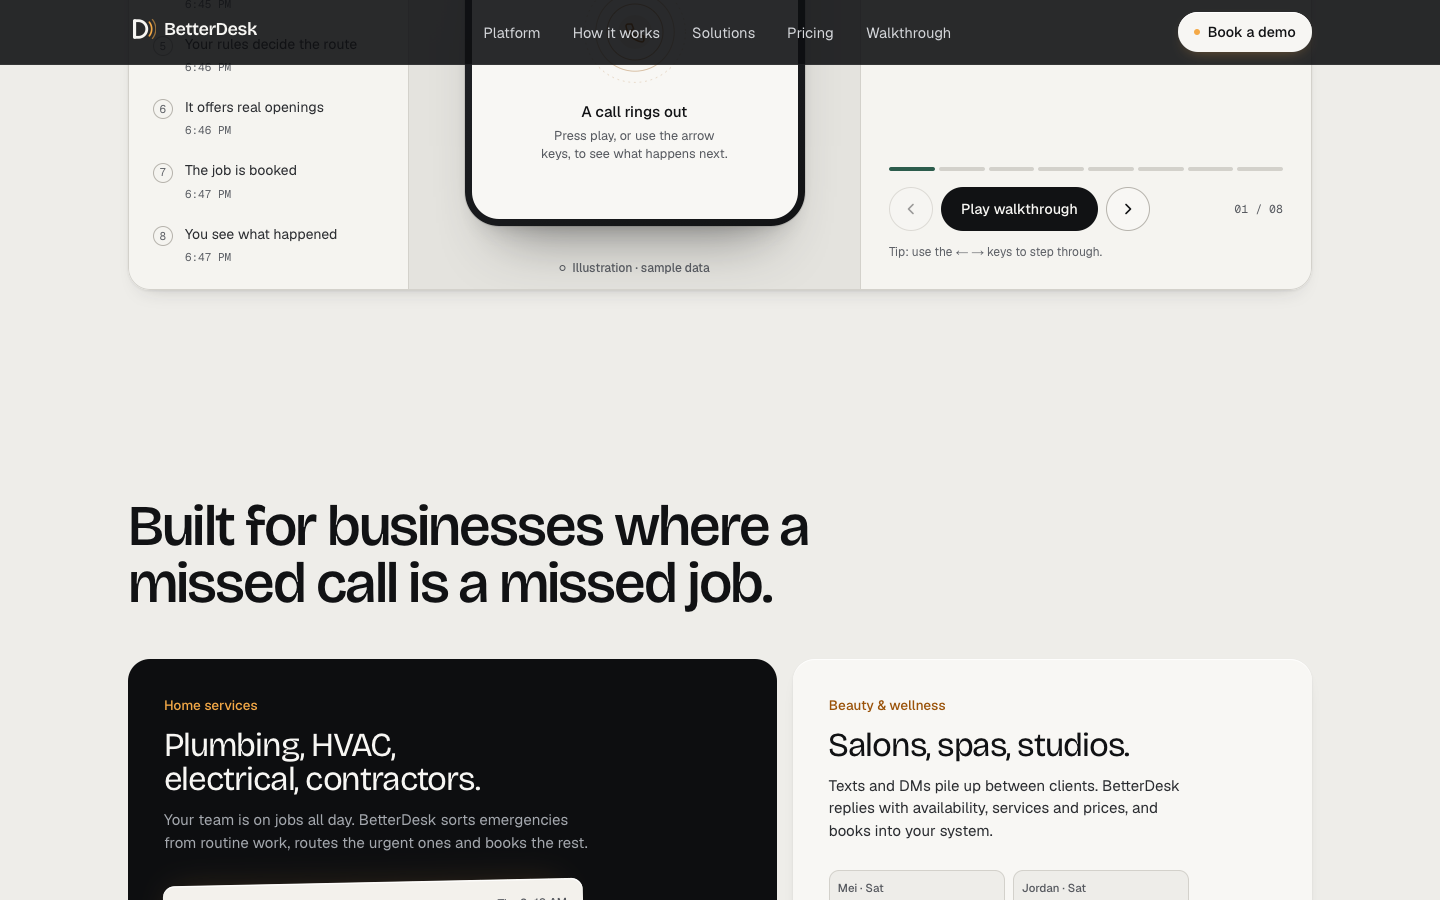 BetterDesk
Platform
How it works
Solutions
Pricing
Walkthrough
Book a demo
5
Your rules decide the route
6:46 PM
6
It offers real openings
6:46 PM
7
The job is booked
6:47 PM
8
You see what happened
6:47 PM
A call rings out
Press play, or use the arrow
keys, to see what happens next.
Illustration · sample data
Play walkthrough
01 / 08
Tip: use the ← → keys to step through.
Built for businesses where a
missed call is a missed job.
Home services
Plumbing, HVAC,
electrical, contractors.
Your team is on jobs all day. BetterDesk sorts emergencies
from routine work, routes the urgent ones and books the rest.
Beauty & wellness
Salons, spas, studios.
Texts and DMs pile up between clients. BetterDesk
replies with availability, services and prices, and
books into your system.
Mei · Sat
Jordan · Sat